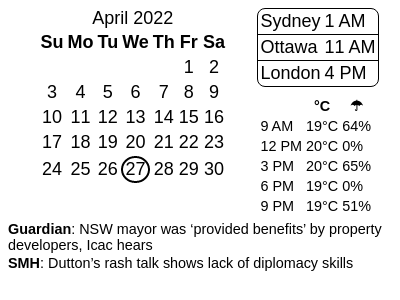 April 2022
Su Mo Tu We Th Fr Sa
1 2
3 4 5 6 7 8 9
10 11 12 13 14 15 16
17 18 19 20 21 22 23
24 25 26 27 28 29 30
Sydney 1 AM
Ottawa 11 AM
London 4 PM
°C ☂
9 AM 19°C 64%
12 PM 20°C 0%
3 PM 20°C 65%
6 PM 19°C 0%
9 PM 19°C 51%
Guardian: NSW mayor was ‘provided benefits’ by property
developers, Icac hears
SMH: Dutton’s rash talk shows lack of diplomacy skills